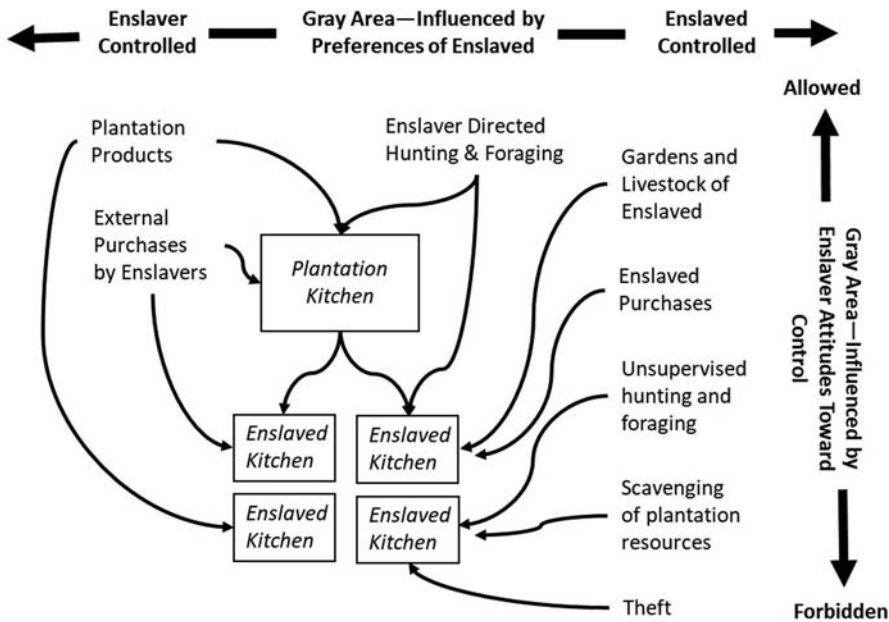 Enslaver
Controlled
Gray Area—Influenced by
Preferences of Enslaved
Enslaved
Controlled
Allowed
Plantation
Products
Enslaver Directed
Hunting & Foraging
Gardens and
Livestock of
Enslaved
External
Purchases
by Enslavers
Plantation
Kitchen
Enslaved
Purchases
Gray Area—Influenced by
Enslaver Attitudes Toward
Control
Unsupervised
hunting and
foraging
Enslaved
Kitchen
Enslaved
Kitchen
Enslaved
Kitchen
Enslaved
Kitchen
Scavenging
of plantation
resources
Theft
Forbidden